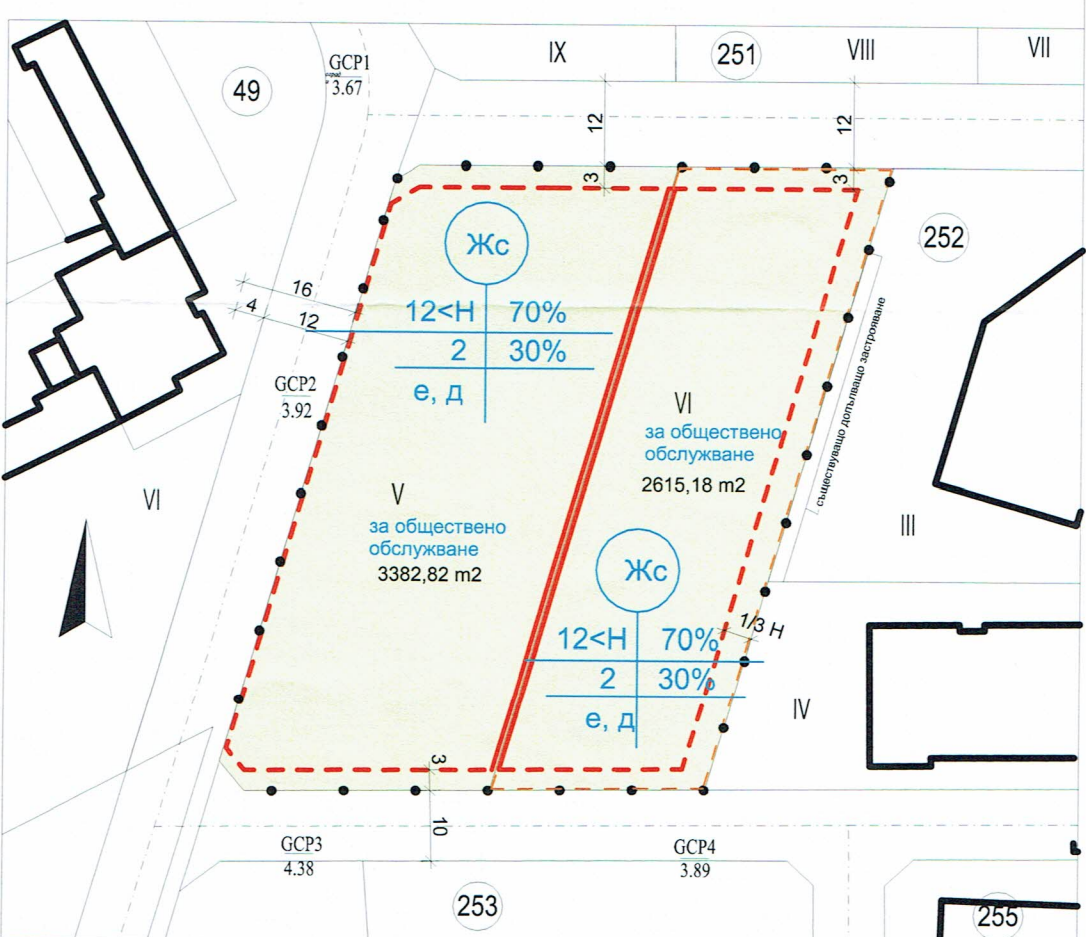 IX
251
VIII
VII
GCP1
3.67
49
12
12
3
3
252
Жс
12<H 70%
2 30%
е, д
16
4
12
GCP2
3.92
VI
за обществено
обслужване
2615,18 m2
съществуващо допълващо застрояване
VI
V
за обществено
обслужване
3382,82 m2
III
Жс
12<H 70%
2 30%
е, д
1/3 H
IV
3
10
GCP3
4.38
GCP4
3.89
253
255